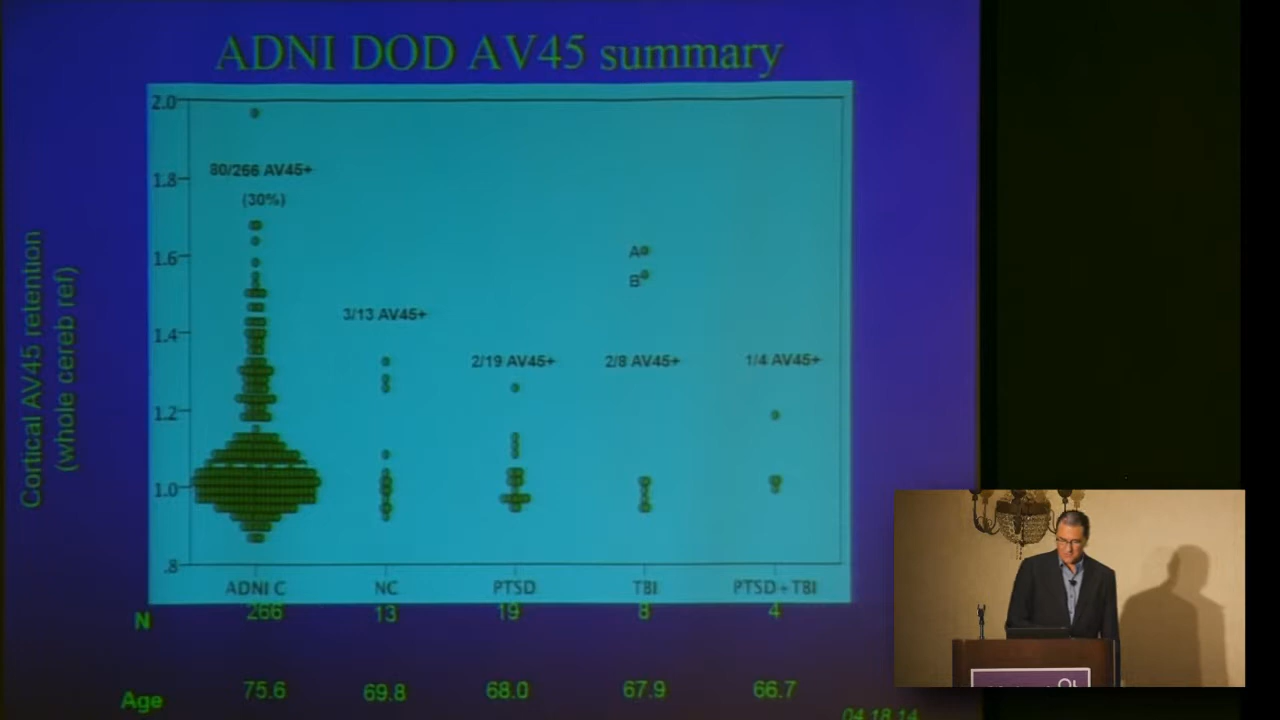 ADNI DOD AV45 summary
Cortical AV45 retention
(whole cereb ref)
2.0
1.8
1.6
1.4
1.2
1.0
.8
80/266 AV45+
(30%)
3/13 AV45+
2/19 AV45+
A
B
2/8 AV45+
1/4 AV45+
ADNI C NC PTSD TBI PTSD+TBI
N 266 13 19 8 4
Age 75.6 69.8 68.0 67.9 66.7
04.18.14